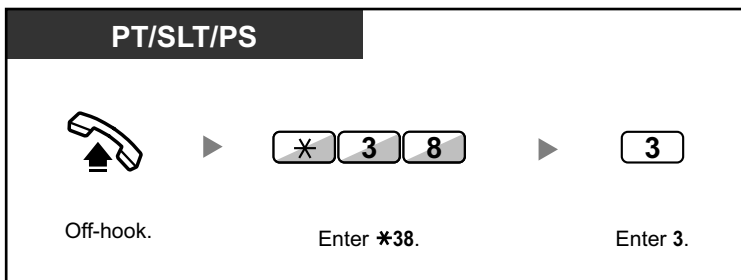 PT/SLT/PS
* 3 8
3
Off-hook.
Enter *38.
Enter 3.